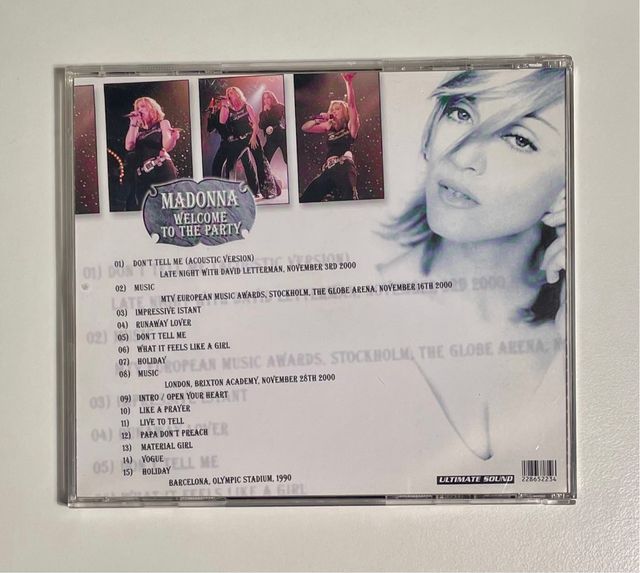 MADONNA
WELCOME
TO THE PARTY
01) DON'T TELL ME (ACOUSTIC VERSION)
LATE NIGHT WITH DAVID LETTERMAN, NOVEMBER 3RD 2000
02) MUSIC
MTV EUROPEAN MUSIC AWARDS, STOCKHOLM, THE GLOBE ARENA, NOVEMBER 16TH 2000
03) IMPRESSIVE ISTANT
04) RUNAWAY LOVER
05) DON'T TELL ME
06) WHAT IT FEELS LIKE A GIRL
07) HOLIDAY
08) MUSIC
LONDON, BRIXTON ACADEMY, NOVEMBER 28TH 2000
09) INTRO / OPEN YOUR HEART
10) LIKE A PRAYER
11) LIVE TO TELL
12) PAPA DON'T PREACH
13) MATERIAL GIRL
14) VOGUE
15) HOLIDAY
BARCELONA, OLYMPIC STADIUM, 1990
ULTIMATE SOUND
228652234